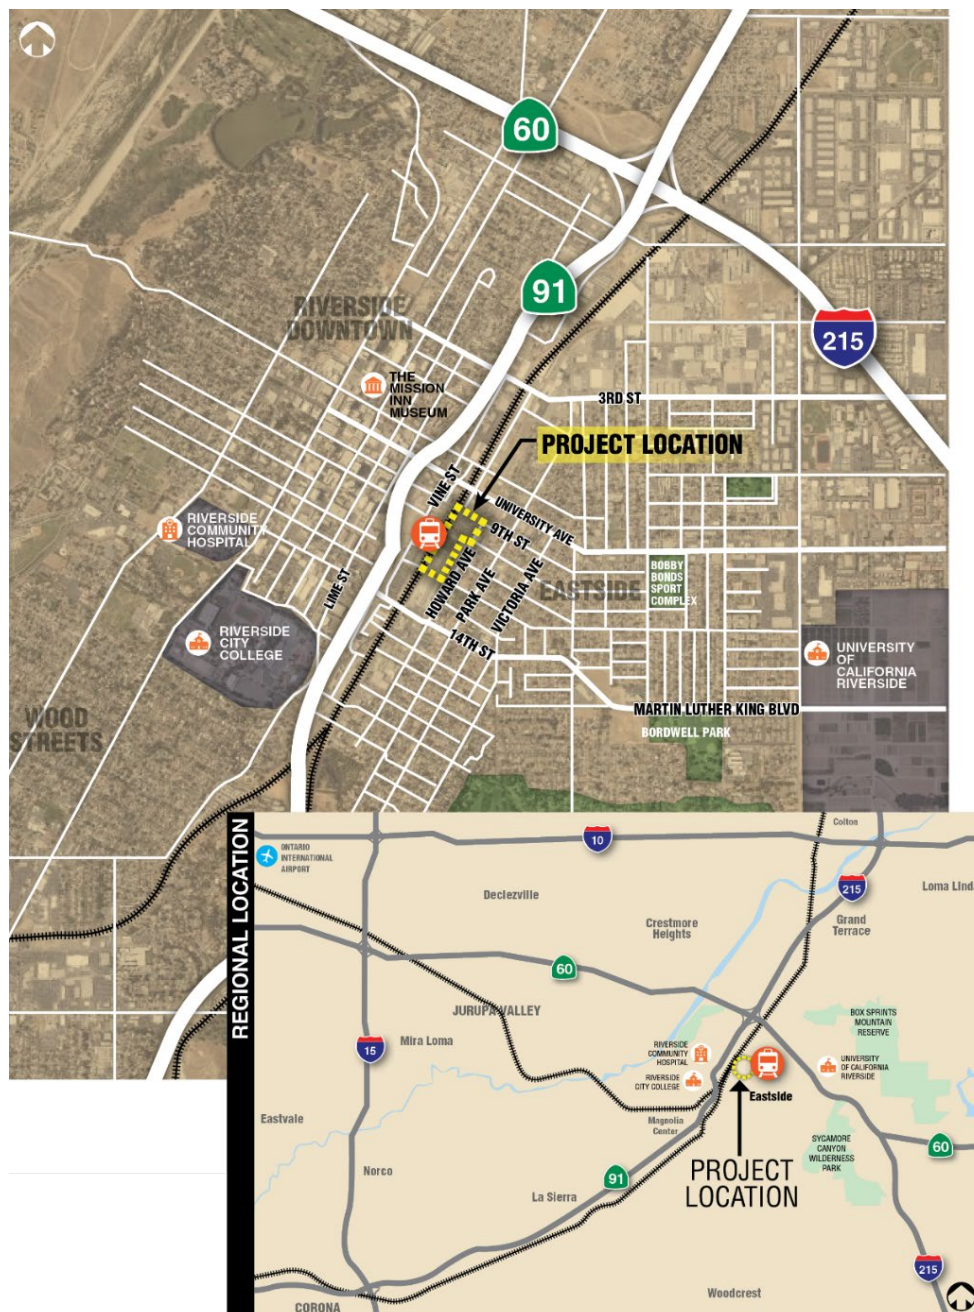 60
91
215
RIVERSIDE/
DOWNTOWN
THE
MISSION
INN
MUSEUM
3RD ST
PROJECT LOCATION
VINE ST
UNIVERSITY AVE
9TH ST
RIVERSIDE
COMMUNITY
HOSPITAL
LIME ST
HOWARD AVE
PARK AVE
VICTORIA AVE
EASTSIDE
BOBBY
BONDS
SPORT
COMPLEX
14TH ST
RIVERSIDE
CITY
COLLEGE
UNIVERSITY
OF
CALIFORNIA
RIVERSIDE
WOOD
STREETS
MARTIN LUTHER KING BLVD
BORDWELL PARK
REGIONAL LOCATION
ONTARIO
INTERNATIONAL
AIRPORT
10
Colton
215
Loma Linda
Declezville
Crestmore
Heights
Grand
Terrace
60
JURUPA VALLEY
Mira Loma
15
BOX SPRINTS
MOUNTAIN
RESERVE
RIVERSIDE
COMMUNITY
HOSPITAL
RIVERSIDE
CITY COLLEGE
UNIVERSITY
OF CALIFORNIA
RIVERSIDE
Eastside
Eastvale
Magnolia
Center
SYCAMORE
CANYON
WILDERNESS
PARK
60
Norco
PROJECT
LOCATION
91
La Sierra
215
Woodcrest
CORONA